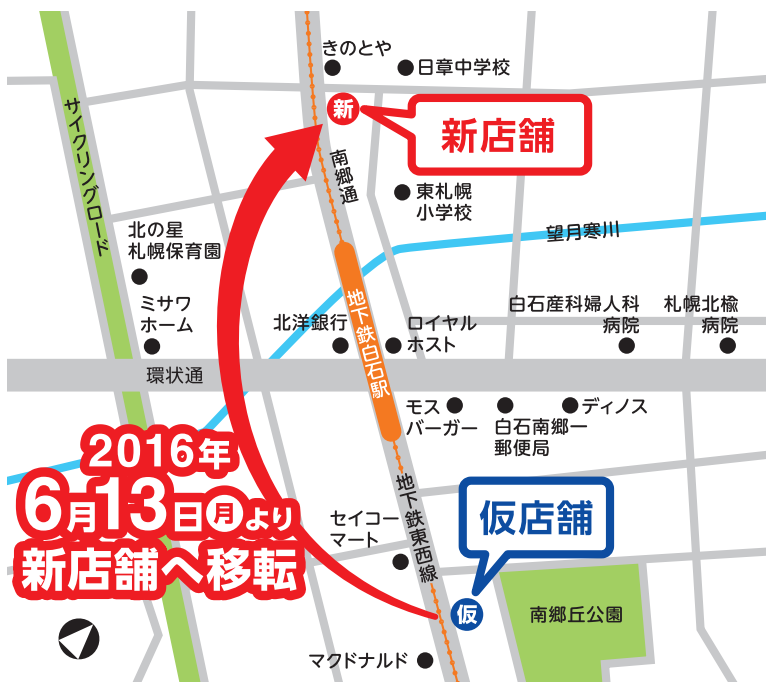 きのとや
日章中学校
新
新店舗
サイクリングロード
南郷通
東札幌
小学校
北の星
札幌保育園
望月寒川
ミサワ
ホーム
北洋銀行
地下鉄白石駅
ロイヤル
ホスト
白石産科婦人科
病院
札幌北楡
病院
環状通
モス
バーガー
白石南郷一
郵便局
ディノス
2016年
6月13日月より
新店舗へ移転
セイコー
マート
地下鉄東西線
仮店舗
仮
南郷丘公園
マクドナルド